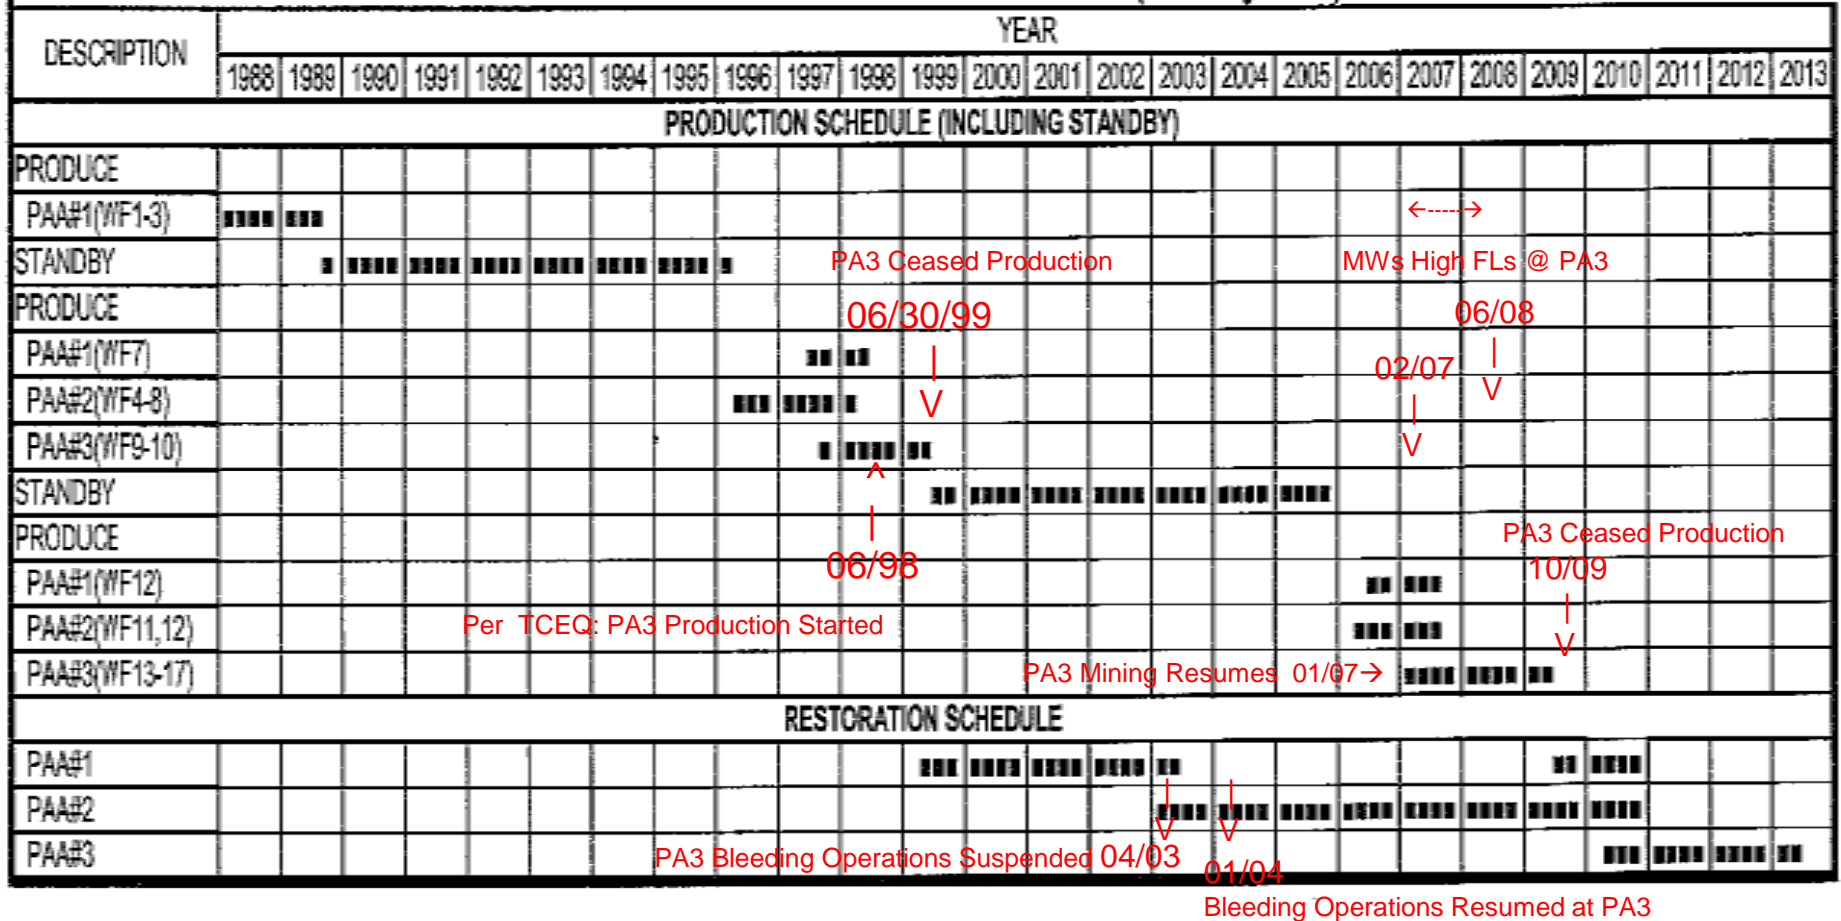 YEAR
DESCRIPTION
1988 1989 1990 1991 1992 1993 1994 1995 1996 1997 1998 1999 2000 2001 2002 2003 2004 2005 2006 2007 2008 2009 2010 2011 2012 2013
PRODUCTION SCHEDULE (INCLUDING STANDBY)
PRODUCE
PAA#1(WF1-3)
←-----→
STANDBY
PA3 Ceased Production
MWs High FLs @ PA3
PRODUCE
06/30/99
06/08
PAA#1(WF7)
02/07
PAA#2(WF4-8)
PAA#3(WF9-10)
STANDBY
PRODUCE
PA3 Ceased Production
06/98
10/09
PAA#1(WF12)
PAA#2(WF11,12)
Per TCEQ: PA3 Production Started
PAA#3(WF13-17)
PA3 Mining Resumes 01/07→
RESTORATION SCHEDULE
PAA#1
PAA#2
PAA#3
PA3 Bleeding Operations Suspended 04/03
01/04
Bleeding Operations Resumed at PA3